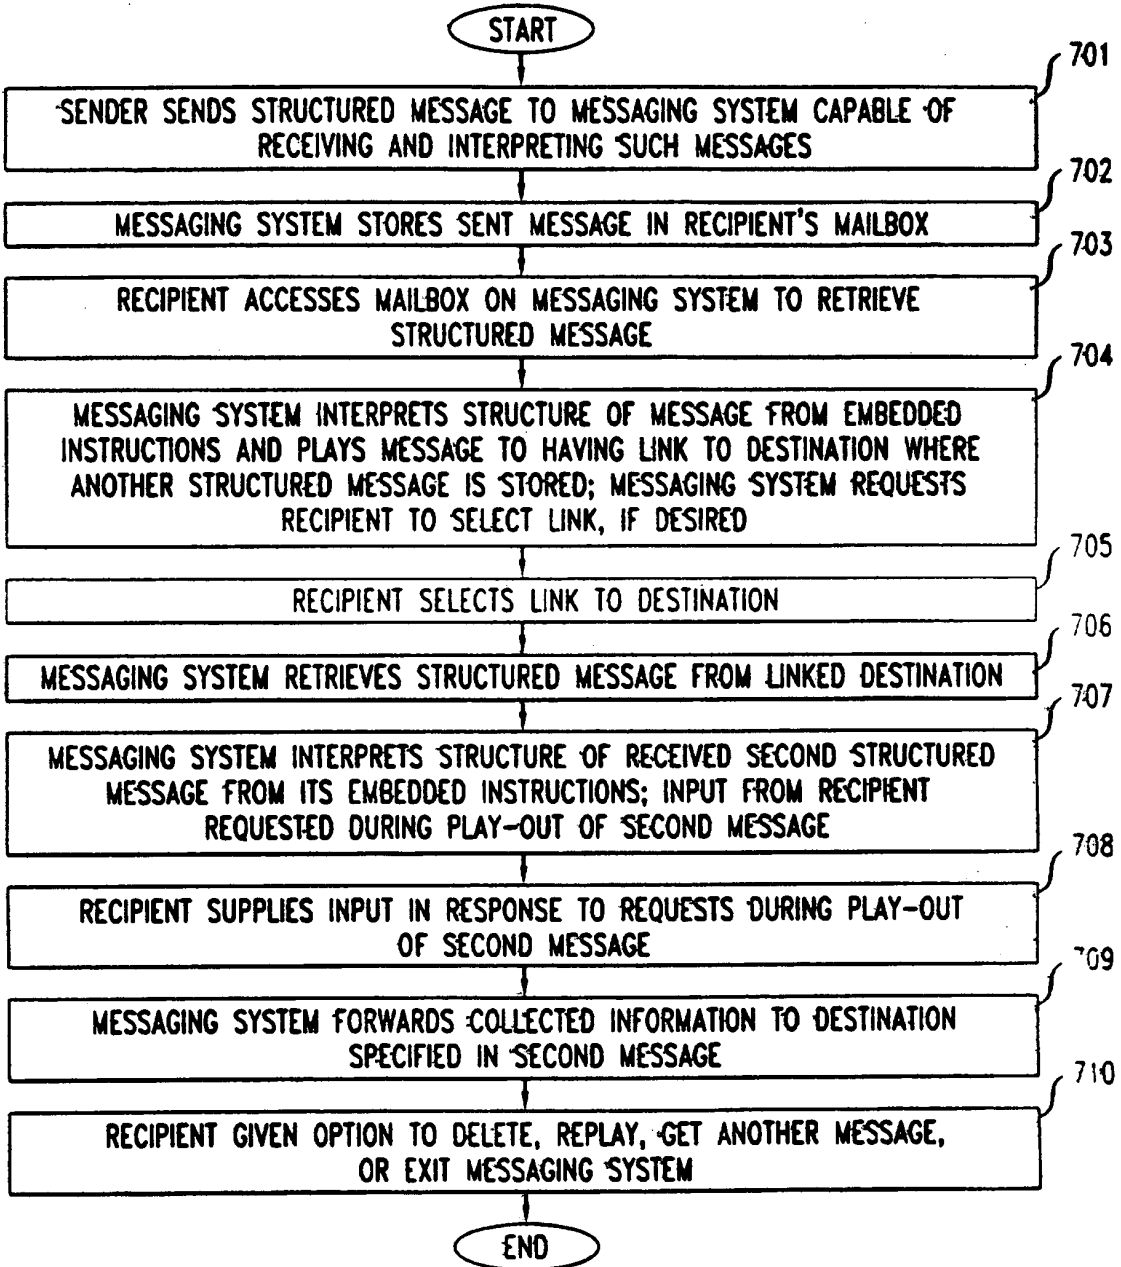 START
701
SENDER SENDS STRUCTURED MESSAGE TO MESSAGING SYSTEM CAPABLE OF
RECEIVING AND INTERPRETING SUCH MESSAGES
702
MESSAGING SYSTEM STORES SENT MESSAGE IN RECIPIENT'S MAILBOX
703
RECIPIENT ACCESSES MAILBOX ON MESSAGING SYSTEM TO RETRIEVE
STRUCTURED MESSAGE
704
MESSAGING SYSTEM INTERPRETS STRUCTURE OF MESSAGE FROM EMBEDDED
INSTRUCTIONS AND PLAYS MESSAGE TO HAVING LINK TO DESTINATION WHERE
ANOTHER STRUCTURED MESSAGE IS STORED; MESSAGING SYSTEM REQUESTS
RECIPIENT TO SELECT LINK, IF DESIRED
705
RECIPIENT SELECTS LINK TO DESTINATION
706
MESSAGING SYSTEM RETRIEVES STRUCTURED MESSAGE FROM LINKED DESTINATION
707
MESSAGING SYSTEM INTERPRETS STRUCTURE OF RECEIVED SECOND STRUCTURED
MESSAGE FROM ITS EMBEDDED INSTRUCTIONS; INPUT FROM RECIPIENT
REQUESTED DURING PLAY-OUT OF SECOND MESSAGE
708
RECIPIENT SUPPLIES INPUT IN RESPONSE TO REQUESTS DURING PLAY-OUT
OF SECOND MESSAGE
709
MESSAGING SYSTEM FORWARDS COLLECTED INFORMATION TO DESTINATION
SPECIFIED IN SECOND MESSAGE
710
RECIPIENT GIVEN OPTION TO DELETE, REPLAY, GET ANOTHER MESSAGE,
OR EXIT MESSAGING SYSTEM
END